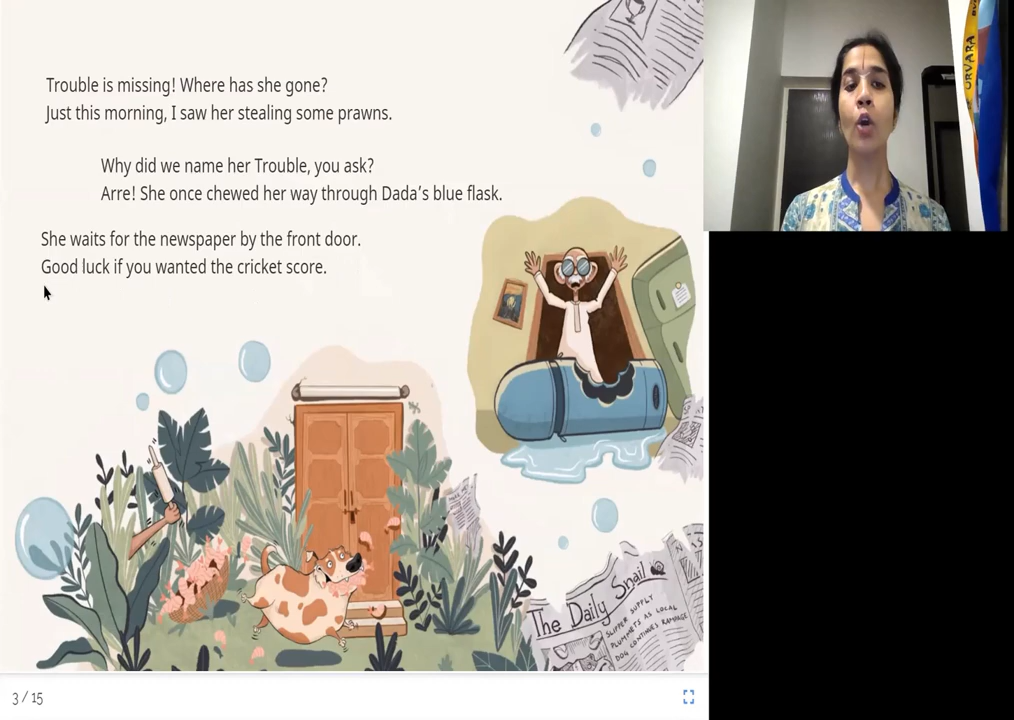 Trouble is missing! Where has she gone?
Just this morning, I saw her stealing some prawns.
Why did we name her Trouble, you ask?
Arre! She once chewed her way through Dada's blue flask.
She waits for the newspaper by the front door.
Good luck if you wanted the cricket score.
The Daily Snail
SLIPPER SUPPLY
PLUMMETS AS LOCAL
DOG CONTINUES RAMPAGE
3 / 15
URVARA